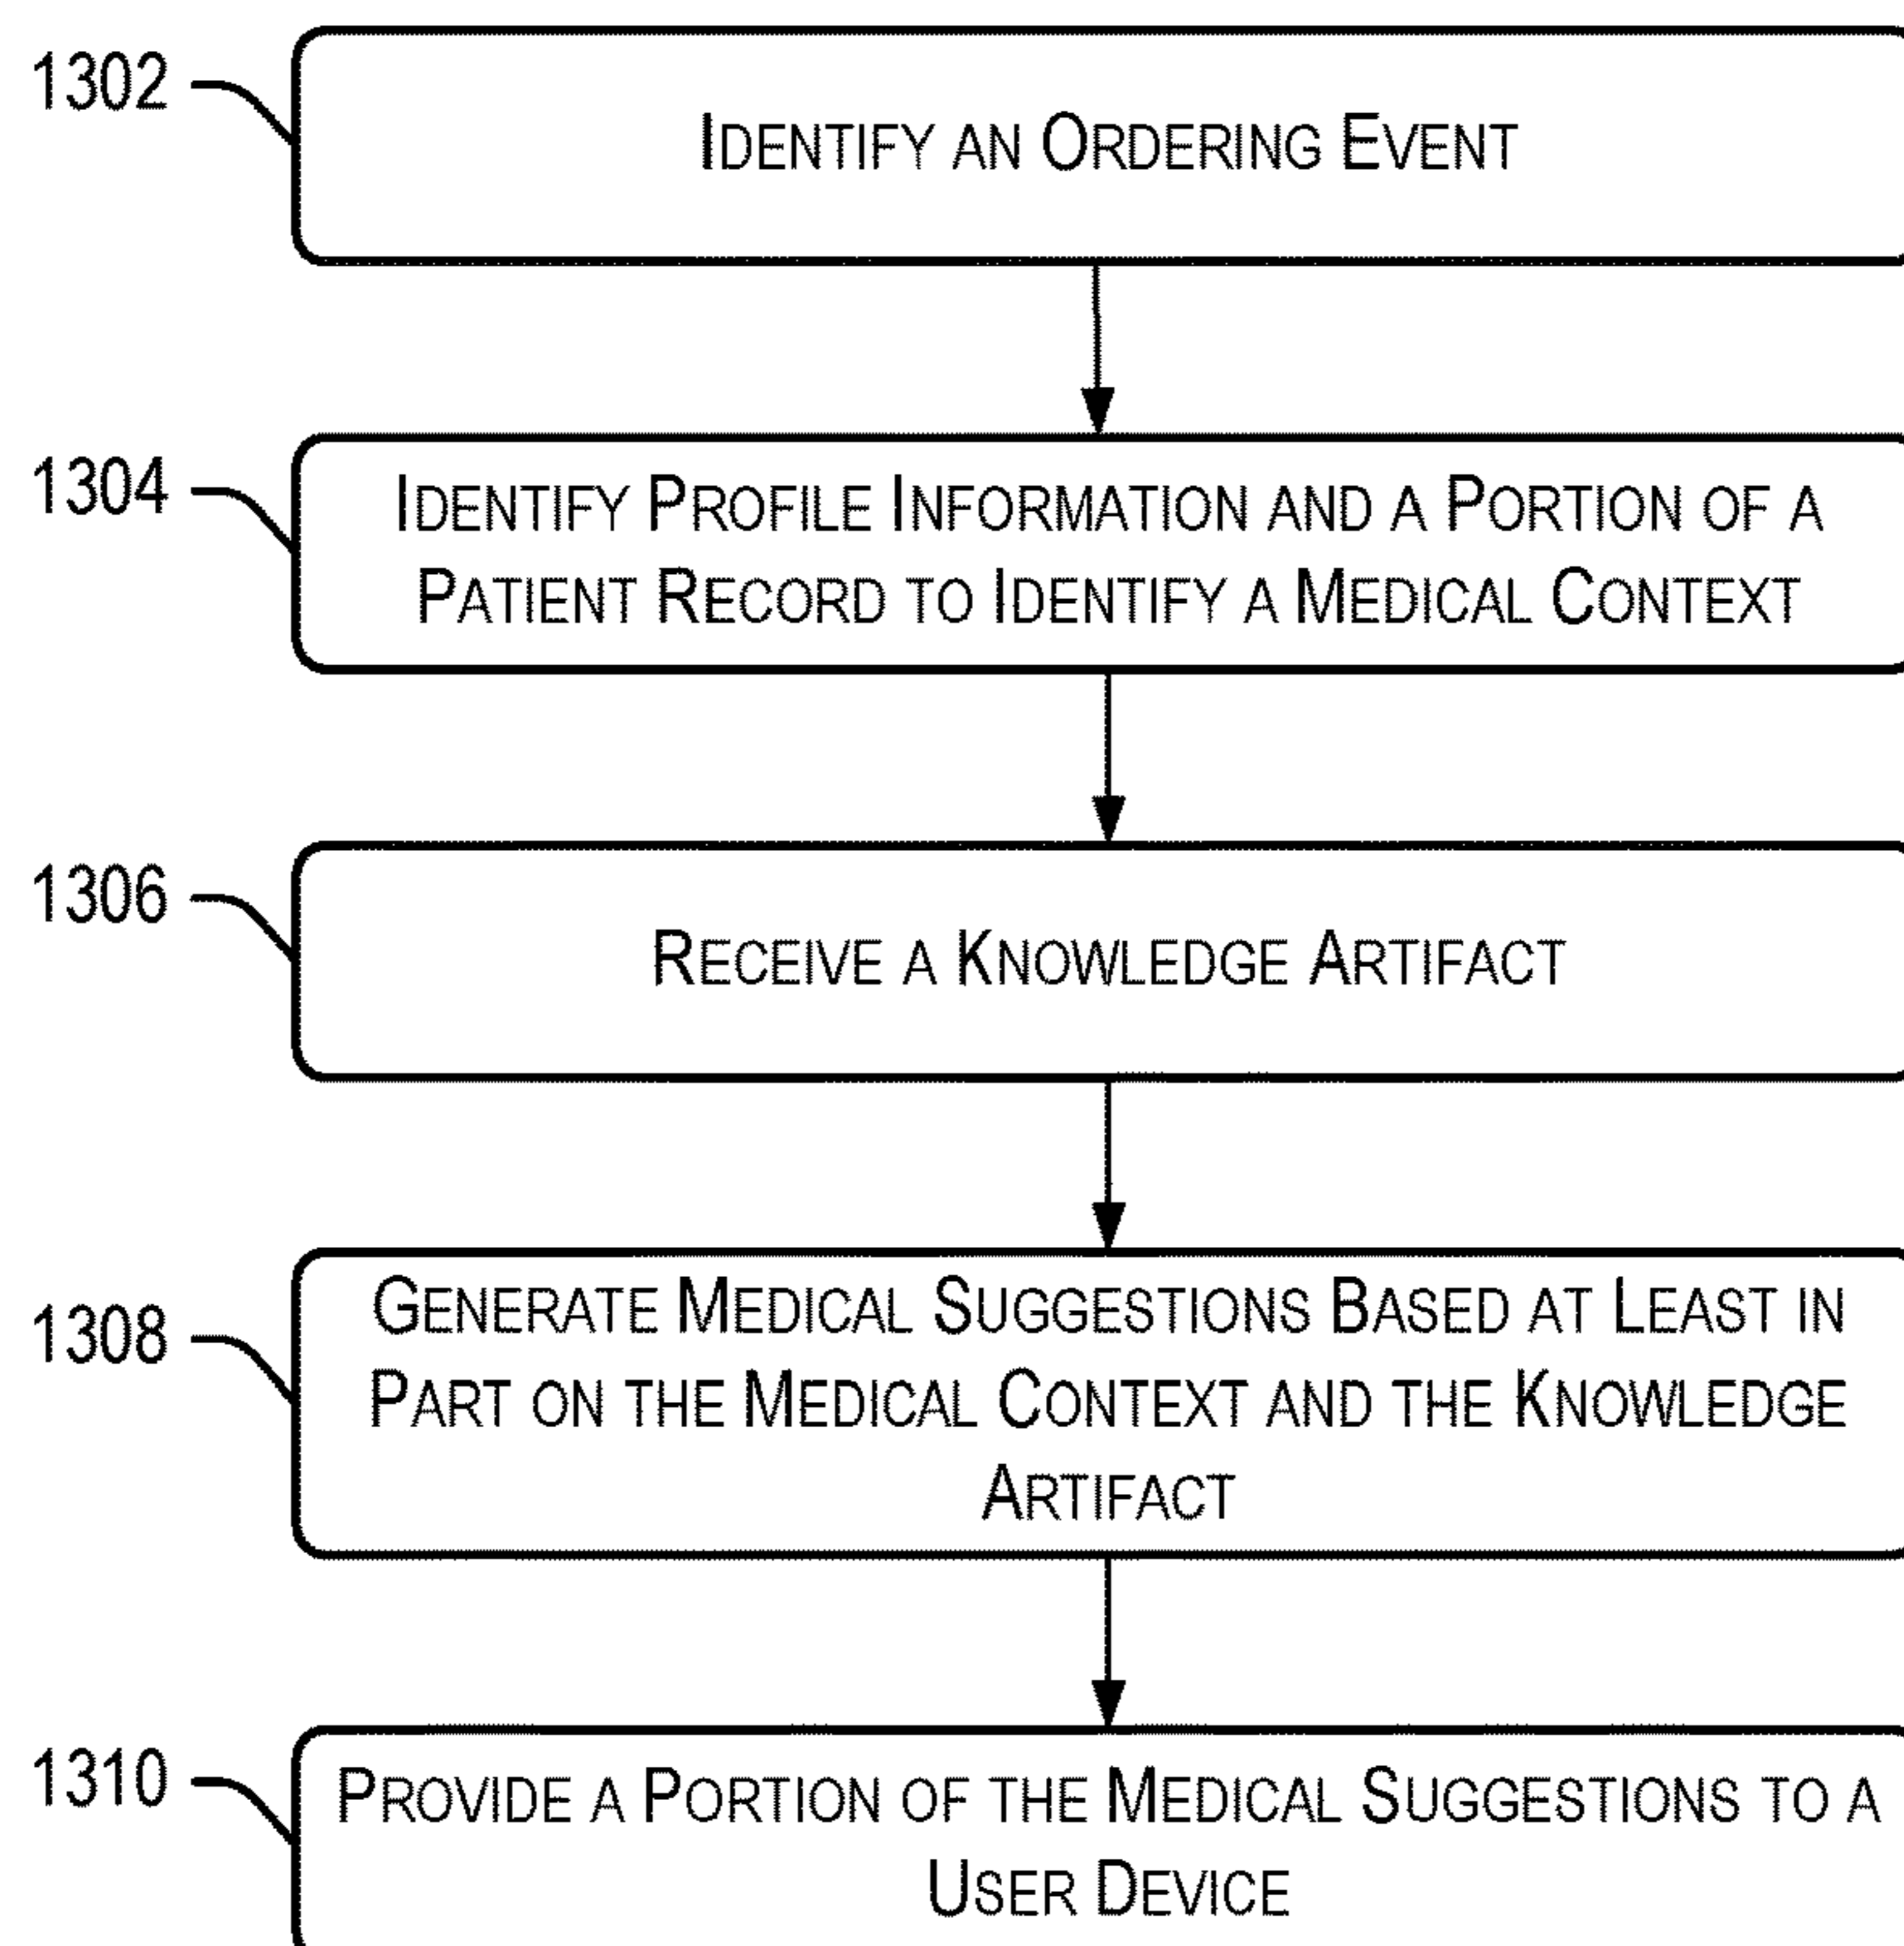 1302
IDENTIFY AN ORDERING EVENT
1304
IDENTIFY PROFILE INFORMATION AND A PORTION OF A
PATIENT RECORD TO IDENTIFY A MEDICAL CONTEXT
1306
RECEIVE A KNOWLEDGE ARTIFACT
1308
GENERATE MEDICAL SUGGESTIONS BASED AT LEAST IN
PART ON THE MEDICAL CONTEXT AND THE KNOWLEDGE
ARTIFACT
1310
PROVIDE A PORTION OF THE MEDICAL SUGGESTIONS TO A
USER DEVICE